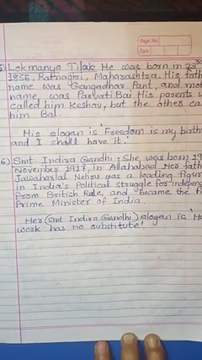 Page No.
Date
5) Lokmanya Tilak He was born in 23rd
1856, Ratnagiri, Maharashtra. His fath
name was Gangadhar Pant, and mot
name, was Parvati Bai His parents
called him Keshav, but the other ca
him Bal.
His slogan is Freedom is my birth
and I shall have it.
6) Smt Indira Gandhi : She was born 19
November 1917, in Allahabad Her fath
Jawaharlal Nehru was a leading figur
in India's Political struggle for indepen
From British Rule, and became the
Prime Minister of India.
Her (Smt Indira Gandhi) slogan is
work has no substitute!